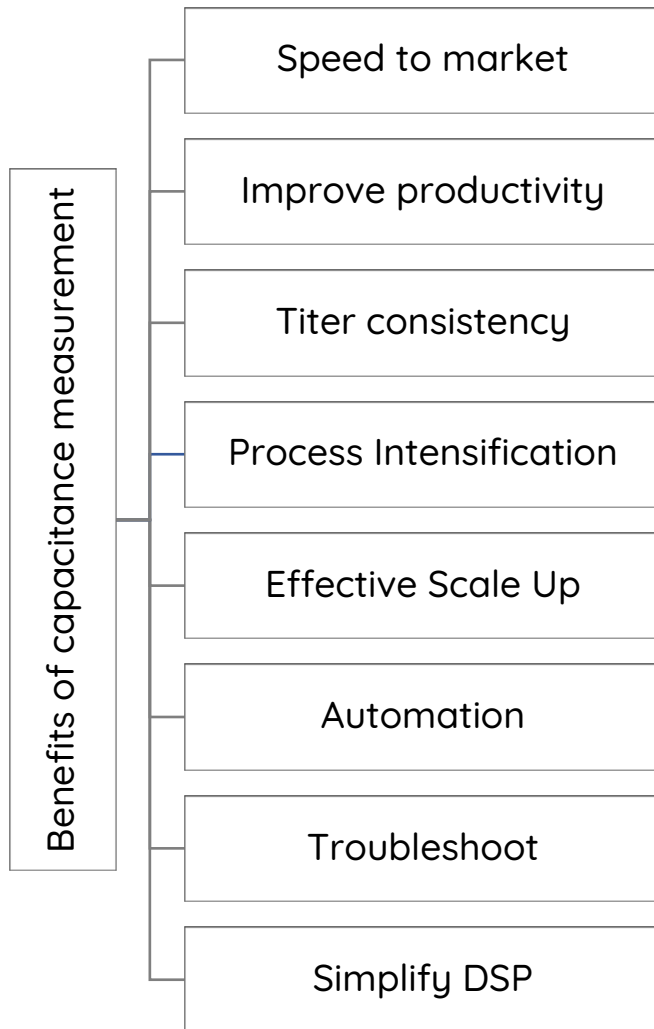 Benefits of capacitance measurement
Speed to market
Improve productivity
Titer consistency
Process Intensification
Effective Scale Up
Automation
Troubleshoot
Simplify DSP